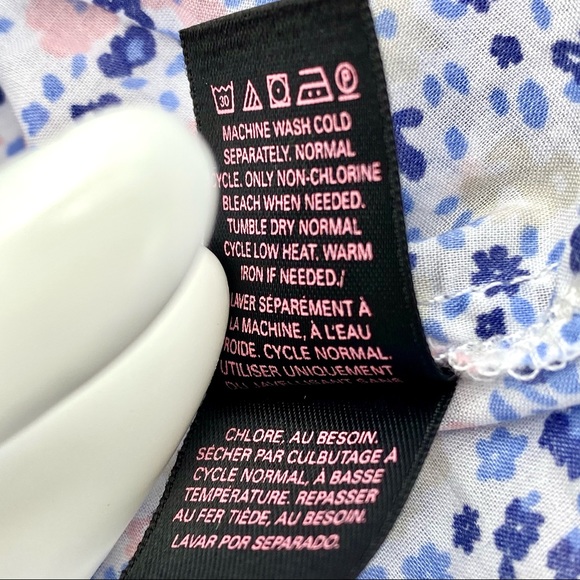 30
P
MACHINE WASH COLD
SEPARATELY. NORMAL
YCLE. ONLY NON-CHLORINE
BLEACH WHEN NEEDED.
TUMBLE DRY NORMAL
CYCLE LOW HEAT. WARM
IRON IF NEEDED./
LAVER SÉPARÉMENT À
LA MACHINE, À L'EAU
ROIDE. CYCLE NORMAL.
UTILISER UNIQUEMENT
CHLORE, AU BESOIN.
SÉCHER PAR CULBUTAGE À
CYCLE NORMAL, À BASSE
TEMPÉRATURE. REPASSER
AU FER TIÈDE, AU BESOIN.
LAVAR POR SEPARADO.